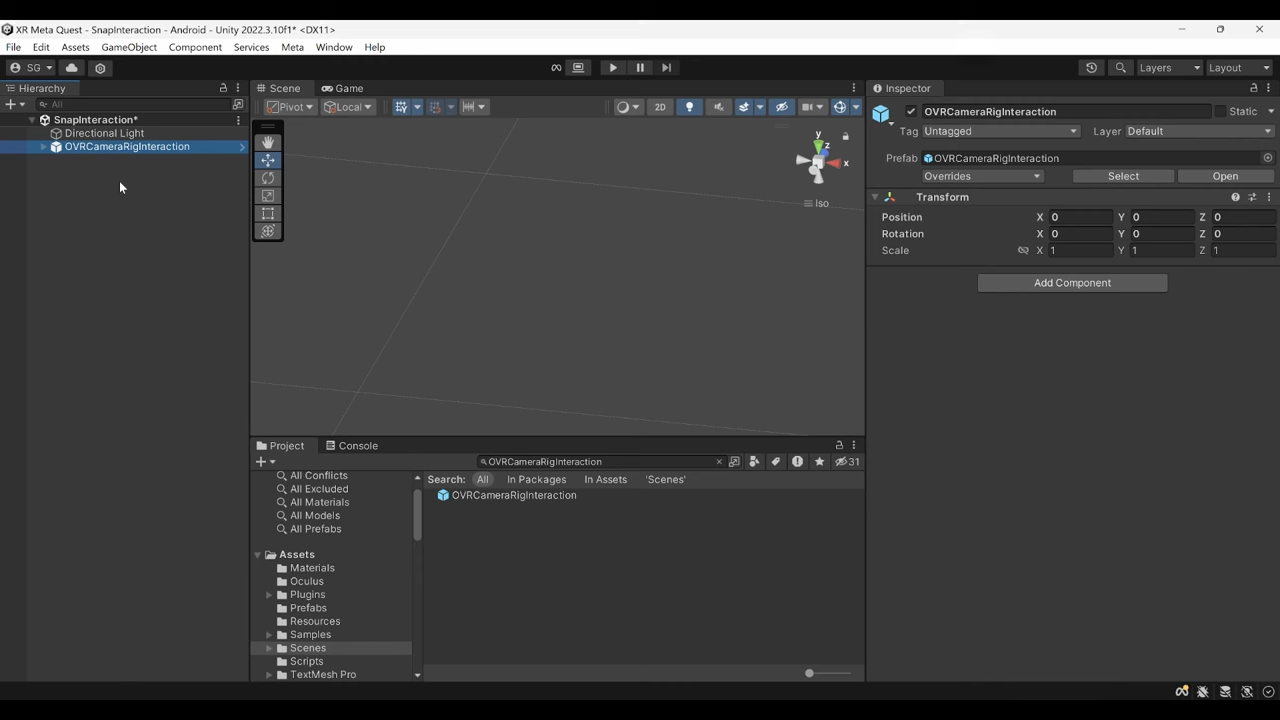 XR Meta Quest - SnapInteraction - Android - Unity 2022.3.10f1* <DX11>
File Edit Assets GameObject Component Services Meta Window Help
SG Layers Layout
Hierarchy Scene Game Inspector
All Pivot Local 2D OVRCameraRigInteraction Static
SnapInteraction* Tag Untagged Layer Default
Directional Light
OVRCameraRigInteraction y z x Prefab OVRCameraRigInteraction
Overrides Select Open
Iso Transform
Position X 0 Y 0 Z 0
Rotation X 0 Y 0 Z 0
Scale X 1 Y 1 Z 1
Add Component
Project Console
OVRCameraRigInteraction 31
All Conflicts Search: All In Packages In Assets 'Scenes'
All Excluded OVRCameraRigInteraction
All Materials
All Models
All Prefabs
Assets
Materials
Oculus
Plugins
Prefabs
Resources
Samples
Scenes
Scripts
TextMesh Pro